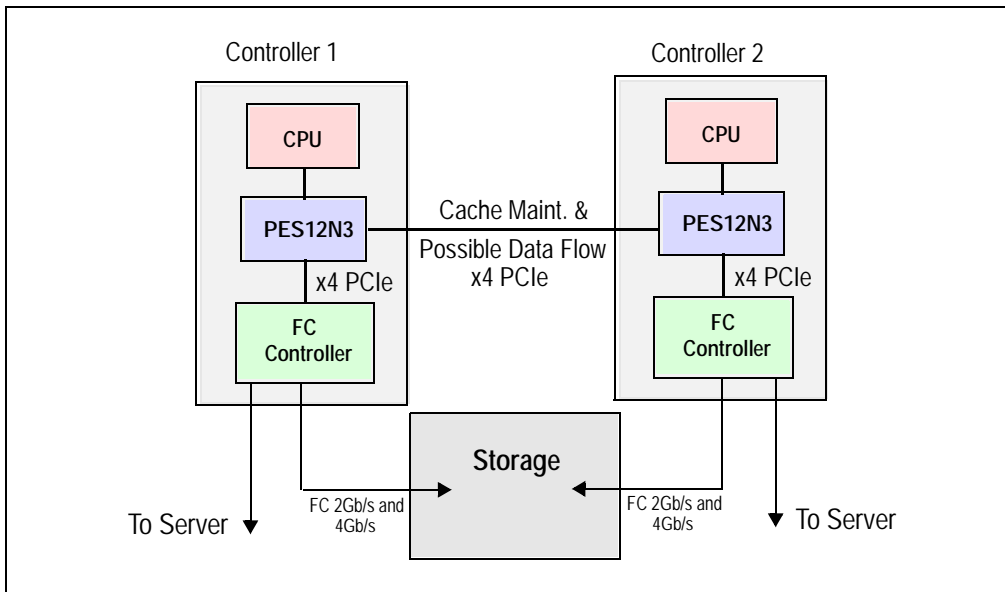 Controller 1
Controller 2
CPU
CPU
PES12N3
Cache Maint. &
Possible Data Flow
x4 PCIe
PES12N3
x4 PCIe
x4 PCIe
FC
Controller
FC
Controller
Storage
FC 2Gb/s and
4Gb/s
FC 2Gb/s and
4Gb/s
To Server
To Server